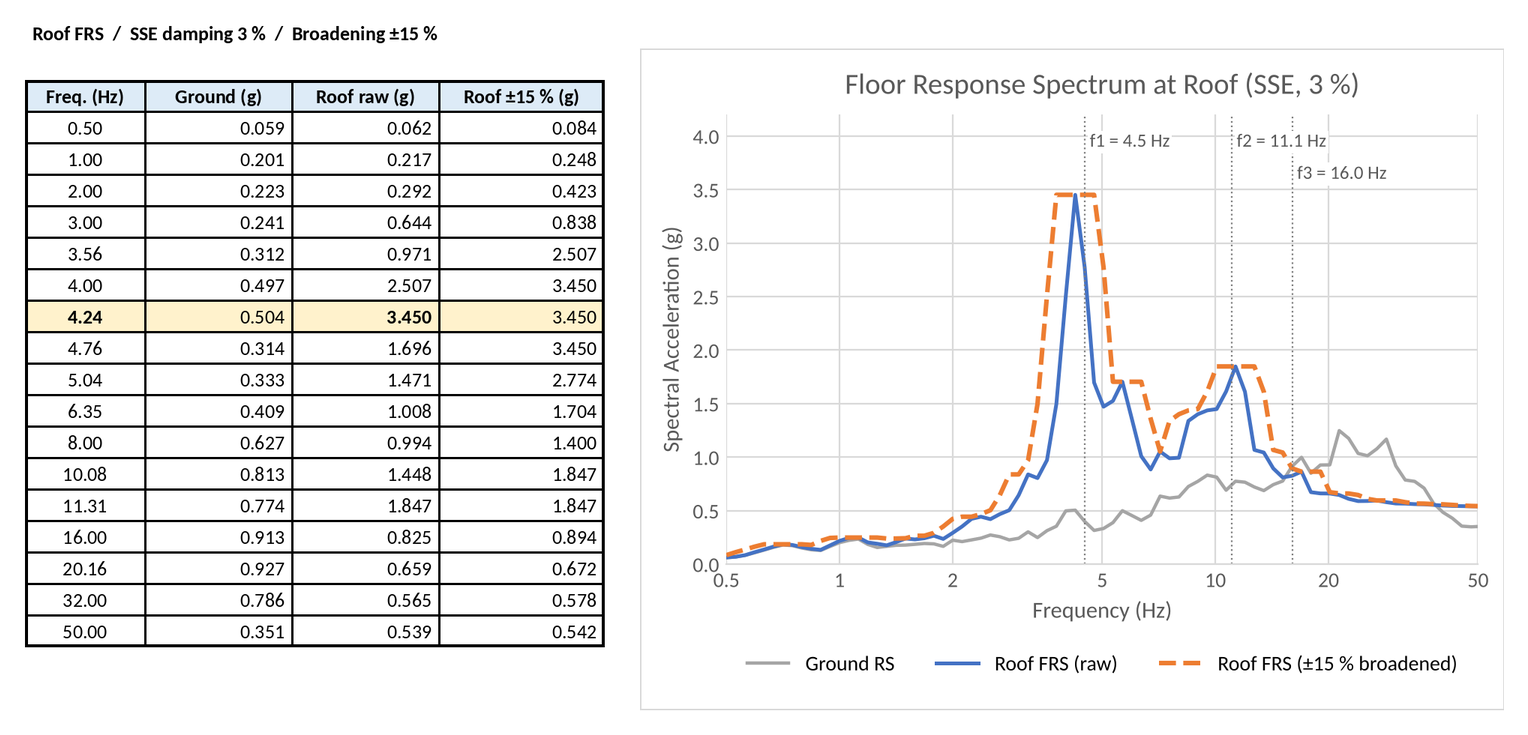 Roof FRS / SSE damping 3 % / Broadening ±15 %
Freq. (Hz) Ground (g) Roof raw (g) Roof ±15 % (g)
0.50 0.059 0.062 0.084
1.00 0.201 0.217 0.248
2.00 0.223 0.292 0.423
3.00 0.241 0.644 0.838
3.56 0.312 0.971 2.507
4.00 0.497 2.507 3.450
4.24 0.504 3.450 3.450
4.76 0.314 1.696 3.450
5.04 0.333 1.471 2.774
6.35 0.409 1.008 1.704
8.00 0.627 0.994 1.400
10.08 0.813 1.448 1.847
11.31 0.774 1.847 1.847
16.00 0.913 0.825 0.894
20.16 0.927 0.659 0.672
32.00 0.786 0.565 0.578
50.00 0.351 0.539 0.542
Floor Response Spectrum at Roof (SSE, 3 %)
Spectral Acceleration (g)
4.0
3.5
3.0
2.5
2.0
1.5
1.0
0.5
0.0
f1 = 4.5 Hz
f2 = 11.1 Hz
f3 = 16.0 Hz
0.5 1 2 5 10 20 50
Frequency (Hz)
Ground RS Roof FRS (raw) Roof FRS (±15 % broadened)